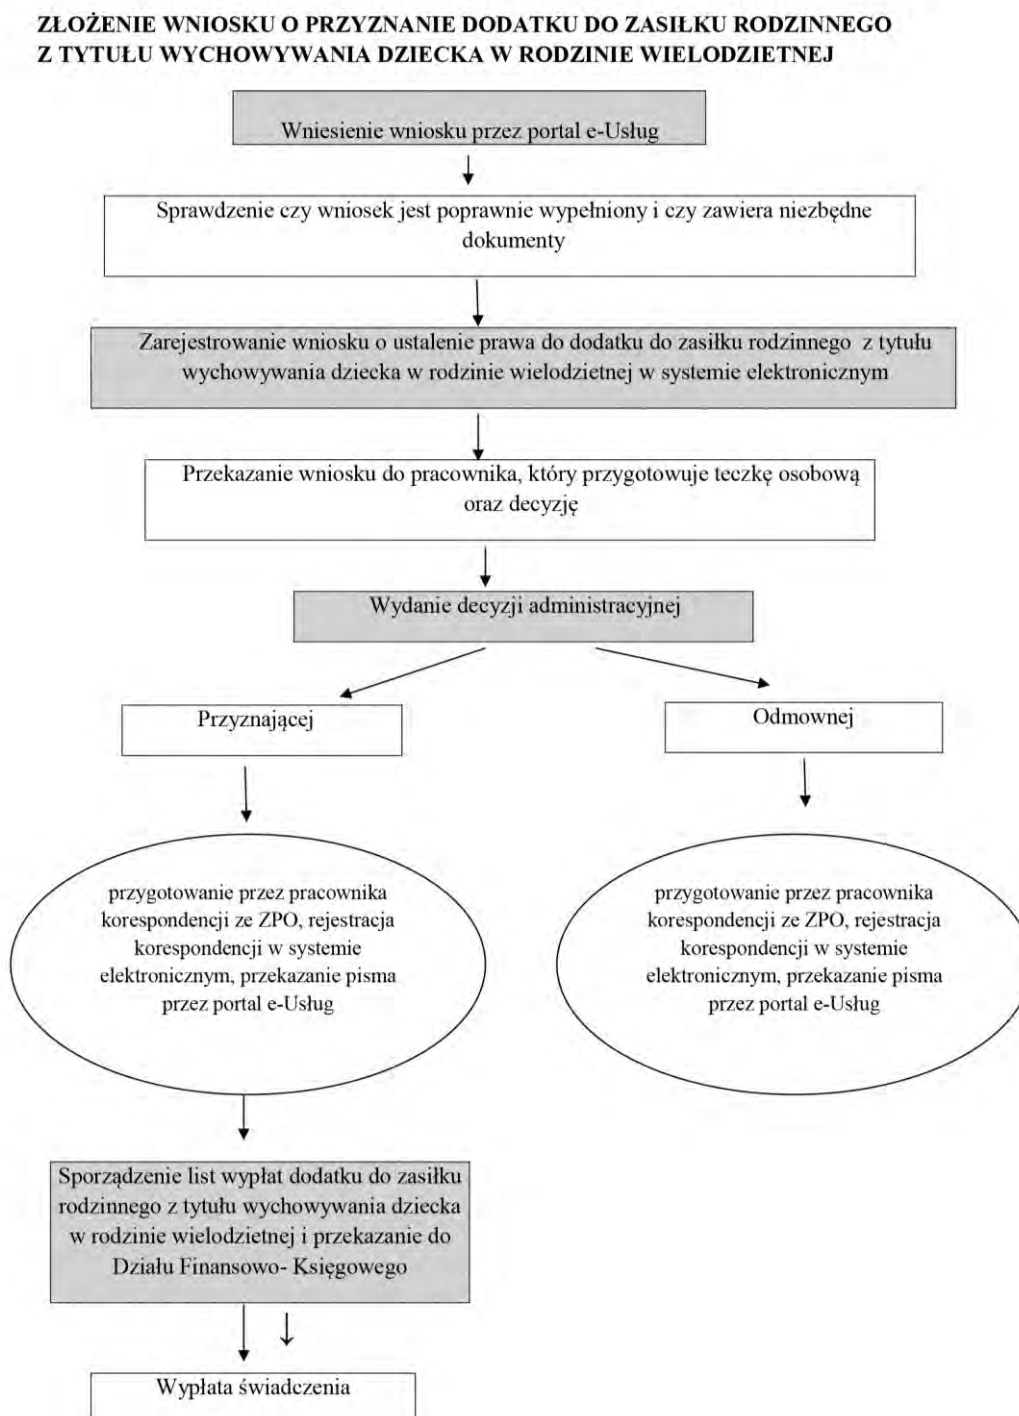 ZŁOŻENIE WNIOSKU O PRZYZNANIE DODATKU DO ZASIŁKU RODZINNEGO
Z TYTUŁU WYCHOWYWANIA DZIECKA W RODZINIE WIELODZIETNEJ
Wniesienie wniosku przez portal e-Usług
Sprawdzenie czy wniosek jest poprawnie wypełniony i czy zawiera niezbędne
dokumenty
Zarejestrowanie wniosku o ustalenie prawa do dodatku do zasiłku rodzinnego z tytułu
wychowywania dziecka w rodzinie wielodzietnej w systemie elektronicznym
Przekazanie wniosku do pracownika, który przygotowuje teczkę osobową
oraz decyzję
Wydanie decyzji administracyjnej
Przyznającej
Odmownej
przygotowanie przez pracownika
korespondencji ze ZPO, rejestracja
korespondencji w systemie
elektronicznym, przekazanie pisma
przez portal e-Usług
przygotowanie przez pracownika
korespondencji ze ZPO, rejestracja
korespondencji w systemie
elektronicznym, przekazanie pisma
przez portal e-Usług
Sporządzenie list wypłat dodatku do zasiłku
rodzinnego z tytułu wychowywania dziecka
w rodzinie wielodzietnej i przekazanie do
Działu Finansowo- Księgowego
Wypłata świadczenia